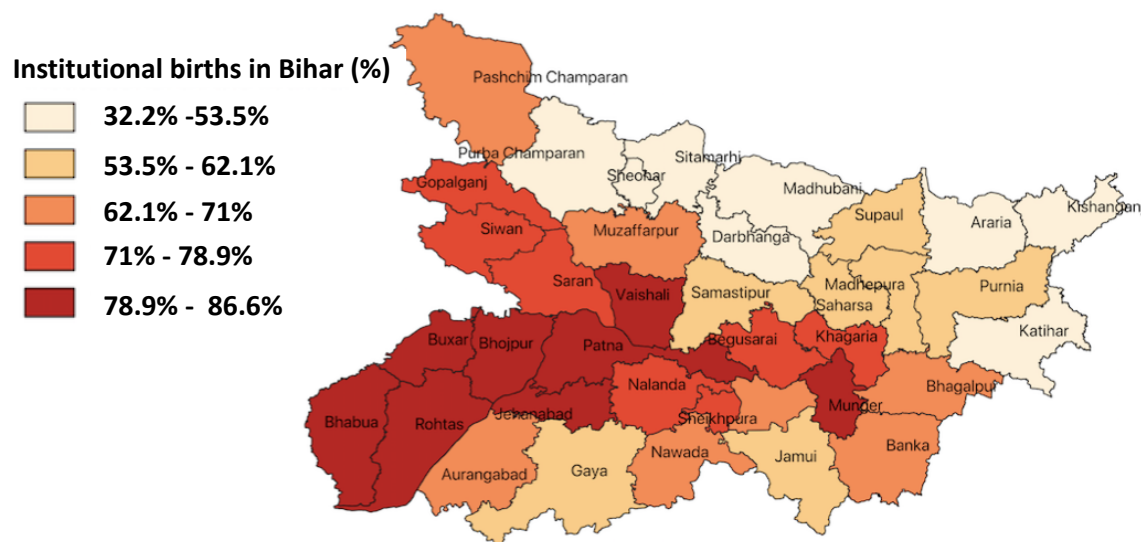 Institutional births in Bihar (%)
32.2% -53.5%
53.5% - 62.1%
62.1% - 71%
71% - 78.9%
78.9% - 86.6%
Pashchim Champaran
Purba Champaran
Sitamarhi
Sheohar
Gopalganj
Madhubani
Kishangan
Araria
Supaul
Siwan
Muzaffarpur
Darbhanga
Saran
Vaishali
Samastipur
Madhepura
Purnia
Saharsa
Katihar
Buxar
Bhojpur
Patna
Begusarai
Khagaria
Nalanda
Bhagalpur
Munger
Bhabua
Rohtas
Jehanabad
Sheikhpura
Banka
Aurangabad
Gaya
Nawada
Jamui